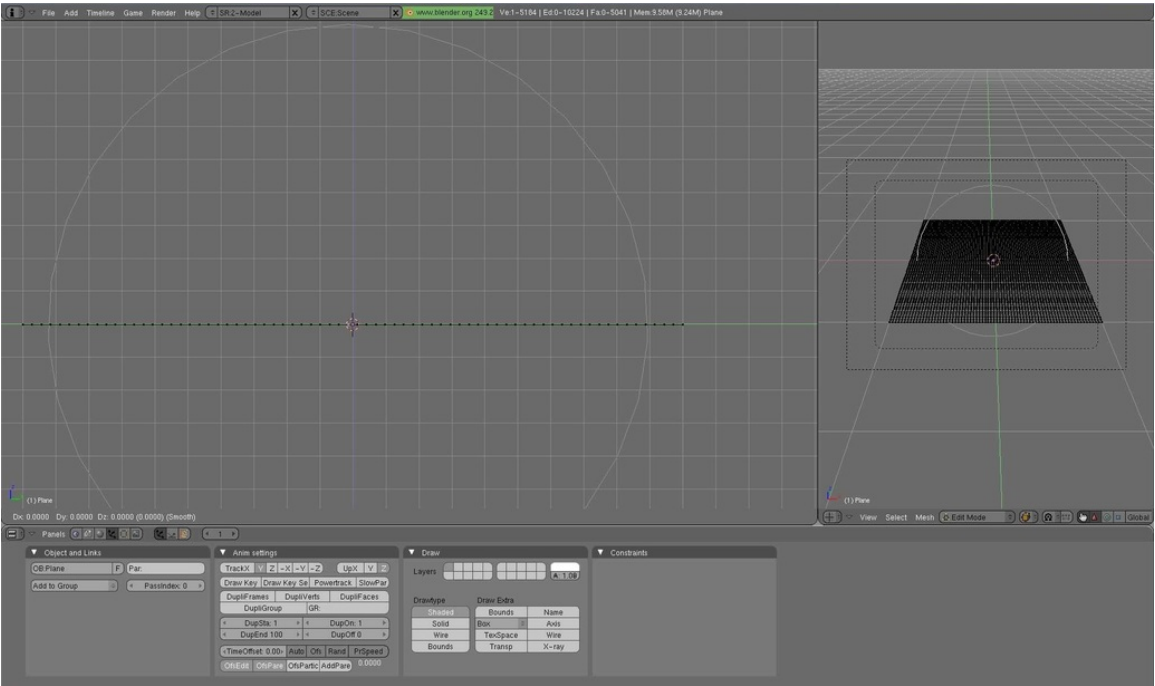 File Add Timeline Game Render Help SR:2-Model X SCE:Scene X www.blender.org 249.2 Ve:1-5184 | Ed:0-10224 | Fa:0-5041 | Mem:9.58M (9.24M) Plane
(1) Plane
(1) Plane
Dx: 0.0000 Dy: 0.0000 Dz: 0.0000 (0.0000) (Smooth)
View Select Mesh Edit Mode Global
Panels 1
Object and Links
OB:Plane F Par:
Add to Group PassIndex: 0
Anim settings
TrackX Y Z -X -Y -Z UpX Y Z
Draw Key Draw Key Se Powertrack SlowPar
DupliFrames DupliVerts DupliFaces
DupliGroup GR:
DupSta: 1 DupOn: 1
DupEnd 100 DupOff 0
TimeOffset: 0.00 Auto Ofs Rand PrSpeed
OfsEdit OfsPare OfsPartic AddPare 0.0000
Draw
Layers A: 1.00
Drawtype Draw Extra
Shaded Bounds Name
Solid Box Axis
Wire TexSpace Wire
Bounds Transp X-ray
Constraints